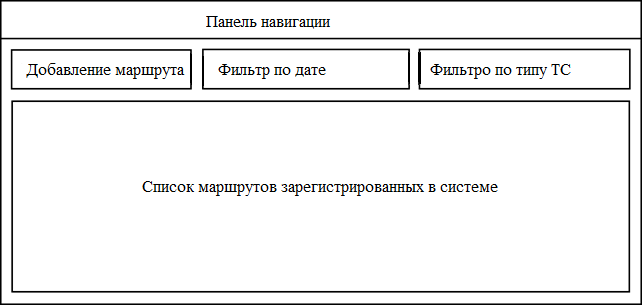 Панель навигации
Добавление маршрута
Фильтр по дате
Фильтро по типу ТС
Список маршрутов зарегистрированных в системе